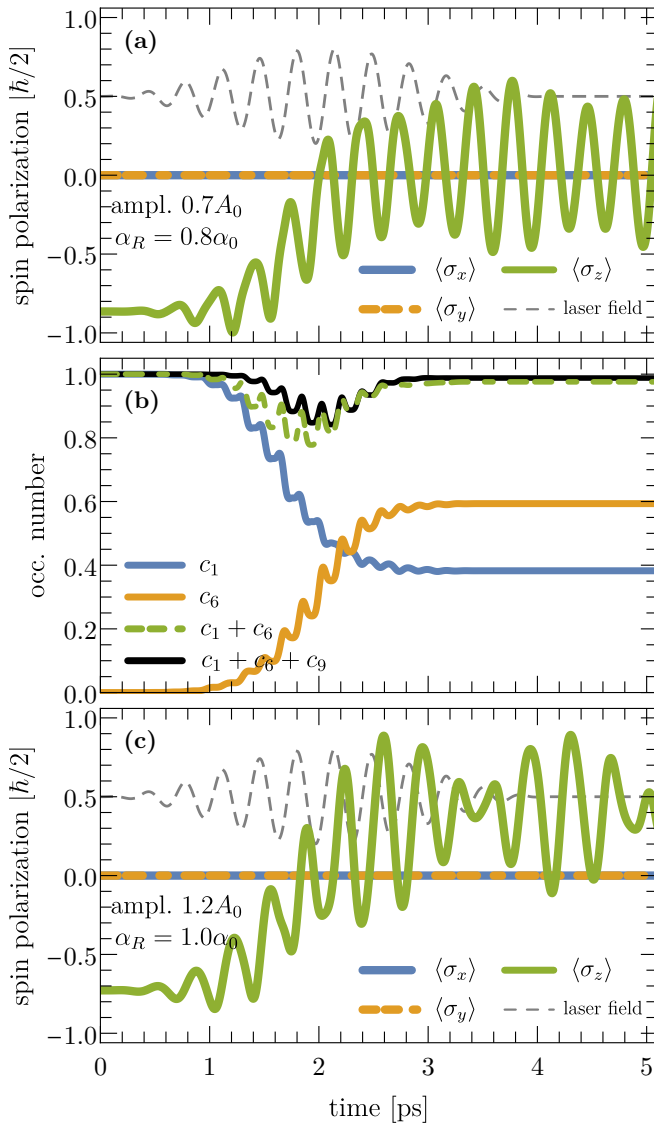 spin polarization [ħ/2]
1.0
0.5
0.0
−0.5
−1.0
(a)
ampl. 0.7A₀
α_R = 0.8α₀
⟨σₓ⟩
⟨σ_z⟩
⟨σ_y⟩
laser field
occ. number
1.0
0.8
0.6
0.4
0.2
0.0
(b)
c₁
c₆
c₁ + c₆
c₁ + c₆ + c₉
spin polarization [ħ/2]
1.0
0.5
0.0
−0.5
−1.0
(c)
ampl. 1.2A₀
α_R = 1.0α₀
⟨σₓ⟩
⟨σ_z⟩
⟨σ_y⟩
laser field
0 1 2 3 4 5
time [ps]